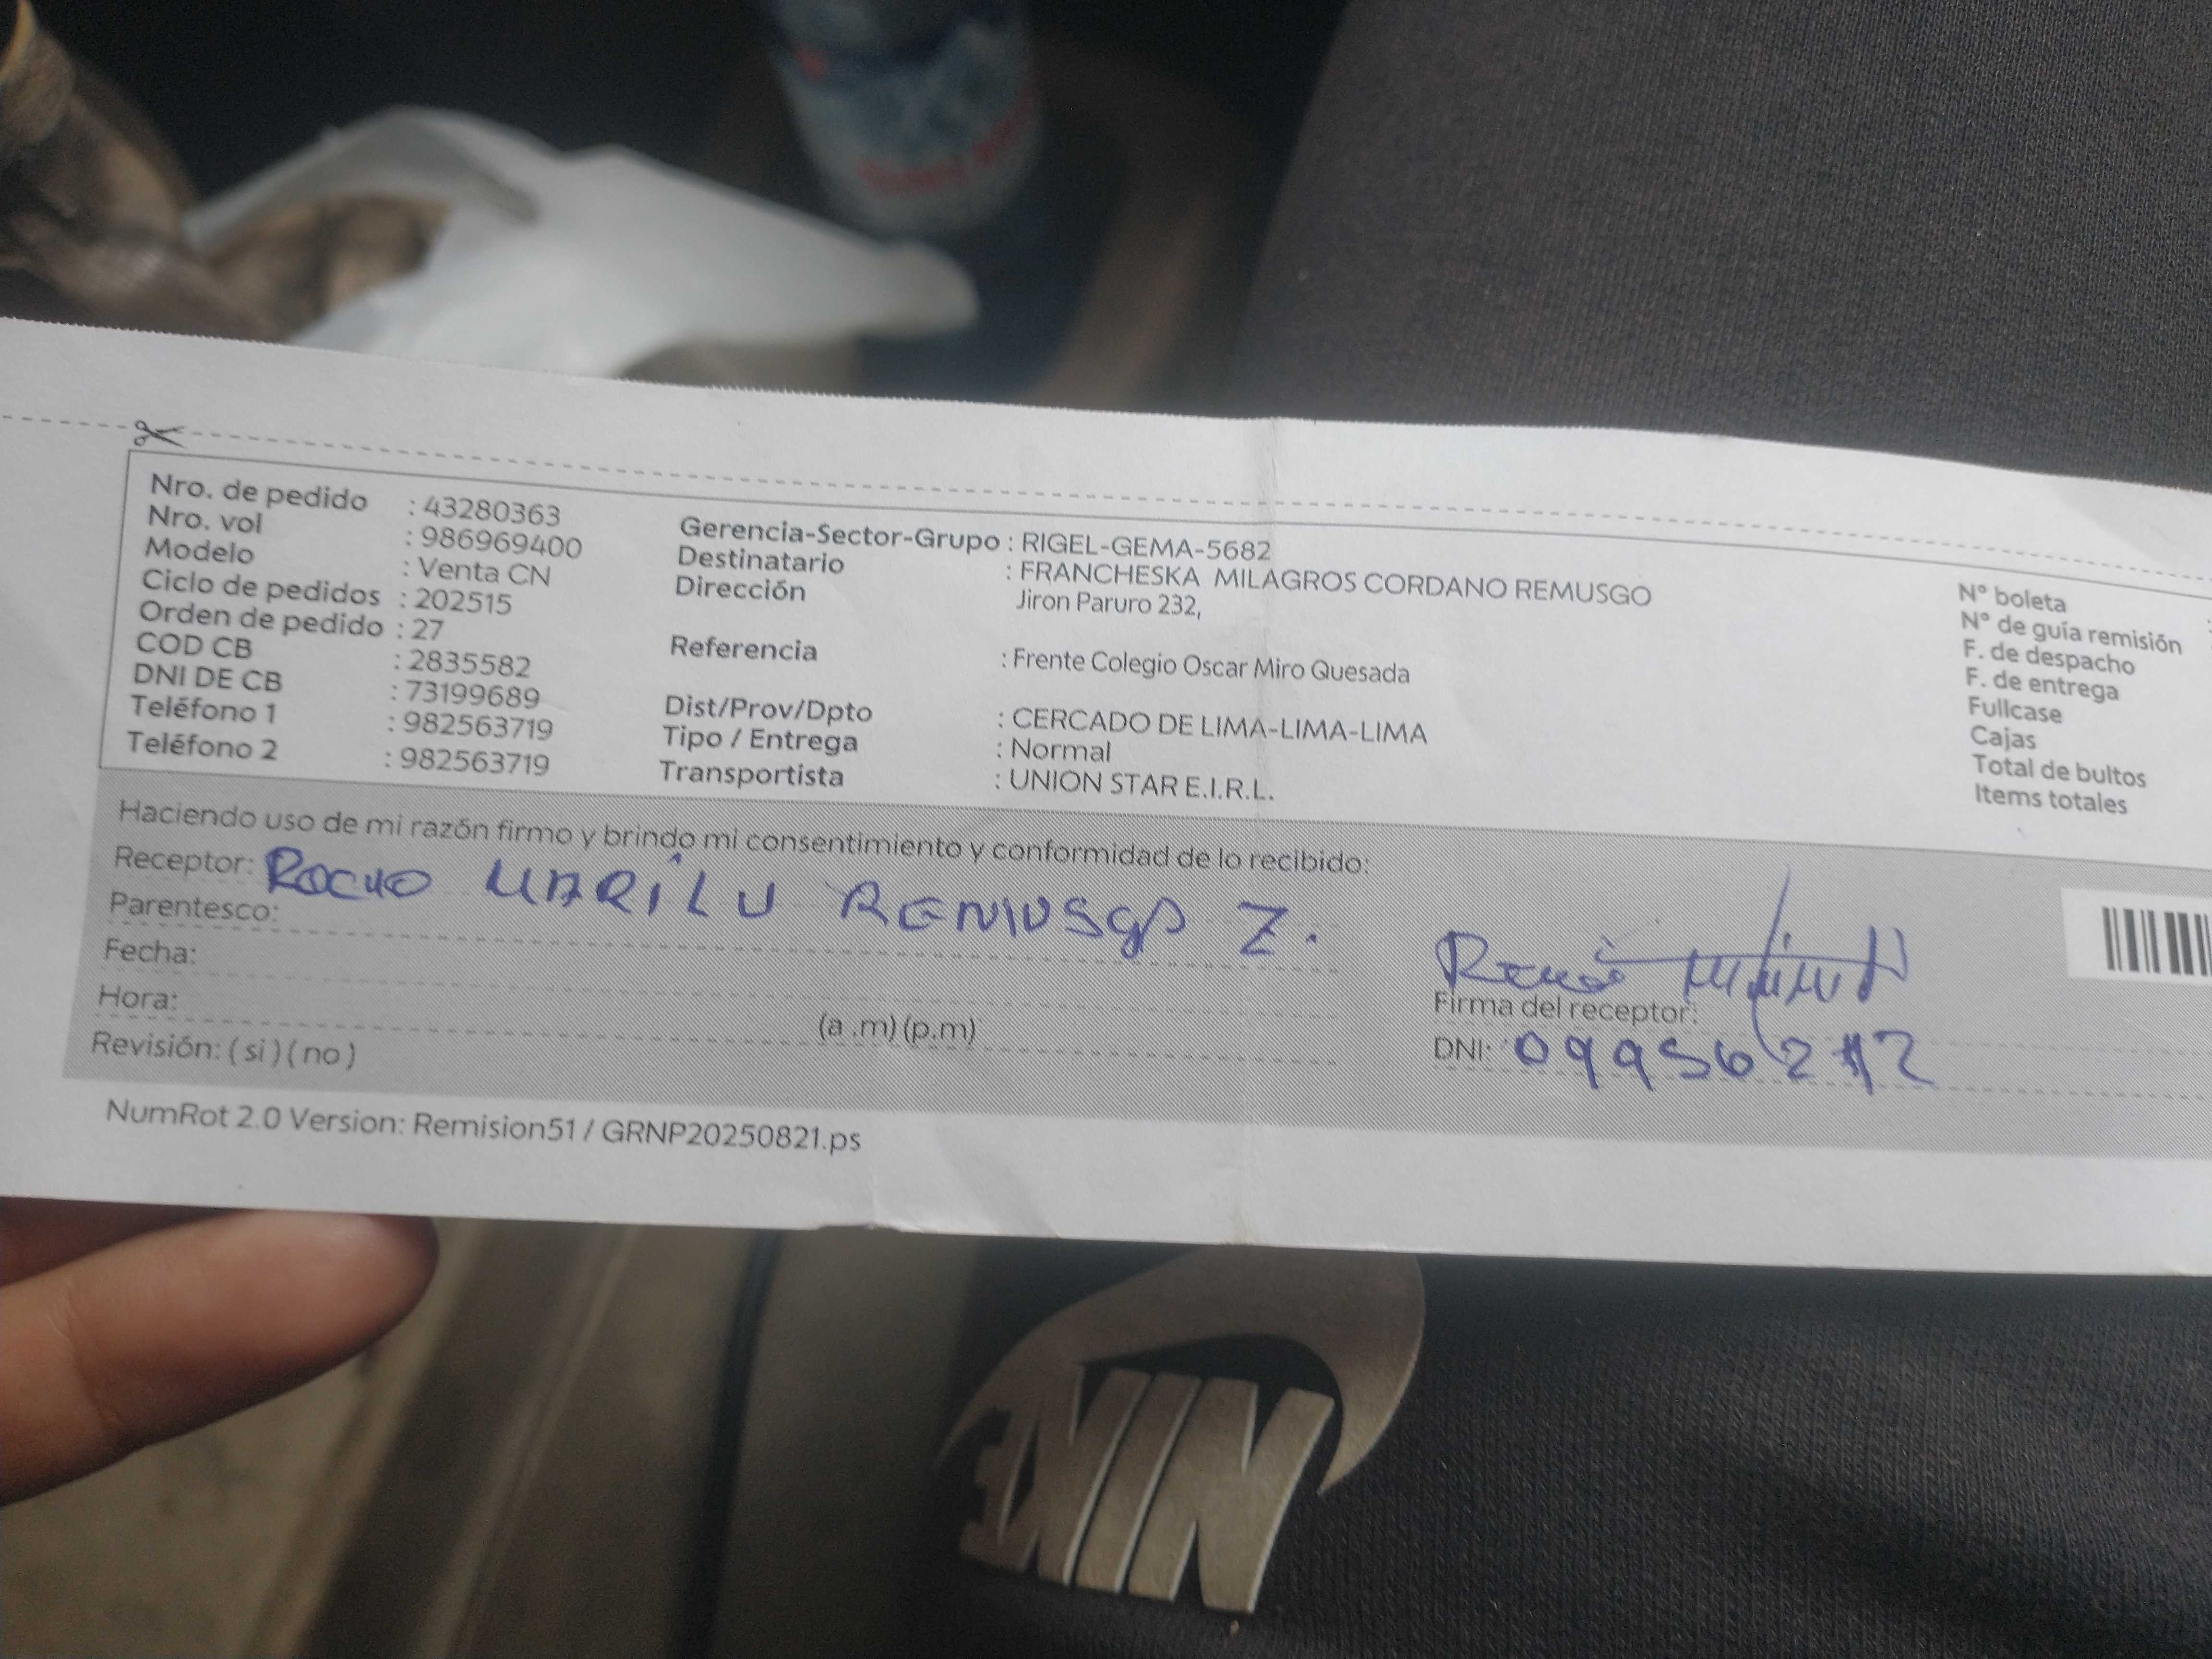 Nro. de pedido : 43280363
Nro. vol : 986969400
Modelo : Venta CN
Ciclo de pedidos : 202515
Orden de pedido : 27
COD CB : 2835582
DNI DE CB : 73199689
Teléfono 1 : 982563719
Teléfono 2 : 982563719
Gerencia-Sector-Grupo : RIGEL-GEMA-5682
Destinatario : FRANCHESKA MILAGROS CORDANO REMUSGO
Dirección Jiron Paruro 232,
Referencia : Frente Colegio Oscar Miro Quesada
Dist/Prov/Dpto : CERCADO DE LIMA-LIMA-LIMA
Tipo / Entrega : Normal
Transportista : UNION STAR E.I.R.L.
N° boleta
N° de guía remisión
F. de despacho
F. de entrega
Fullcase
Cajas
Total de bultos
Items totales
Haciendo uso de mi razón firmo y brindo mi consentimiento y conformidad de lo recibido:
Receptor: ROCIO MARILU REMUSGO Z.
Parentesco:
Fecha:
Hora: (a .m) (p.m)
Revisión: ( si ) ( no )
Firma del receptor:
DNI:
NumRot 2.0 Version: Remision51 / GRNP20250821.ps
NIKE